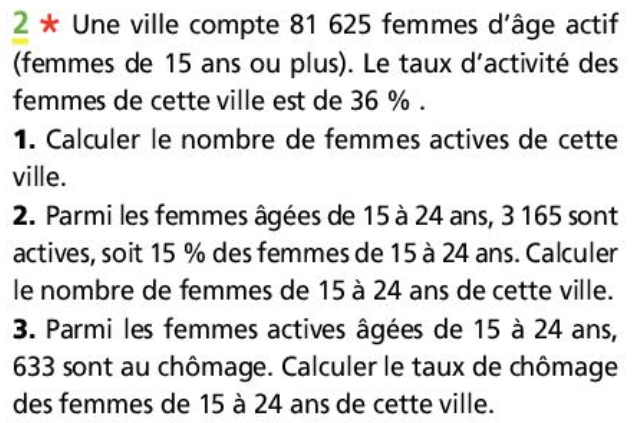 2 * Une ville compte 81 625 femmes d'âge actif
(femmes de 15 ans ou plus). Le taux d'activité des
femmes de cette ville est de 36 % .
1. Calculer le nombre de femmes actives de cette
ville.
2. Parmi les femmes âgées de 15 à 24 ans, 3 165 sont
actives, soit 15 % des femmes de 15 à 24 ans. Calculer
le nombre de femmes de 15 à 24 ans de cette ville.
3. Parmi les femmes actives âgées de 15 à 24 ans,
633 sont au chômage. Calculer le taux de chômage
des femmes de 15 à 24 ans de cette ville.